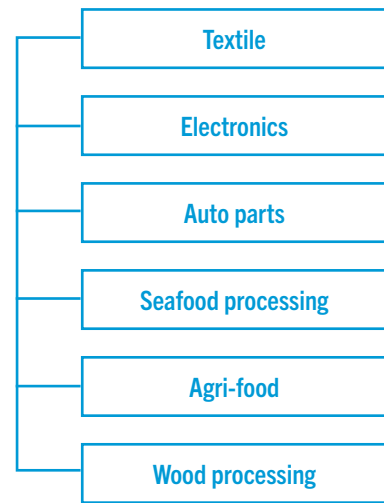 Textile
Electronics
Auto parts
Seafood processing
Agri-food
Wood processing